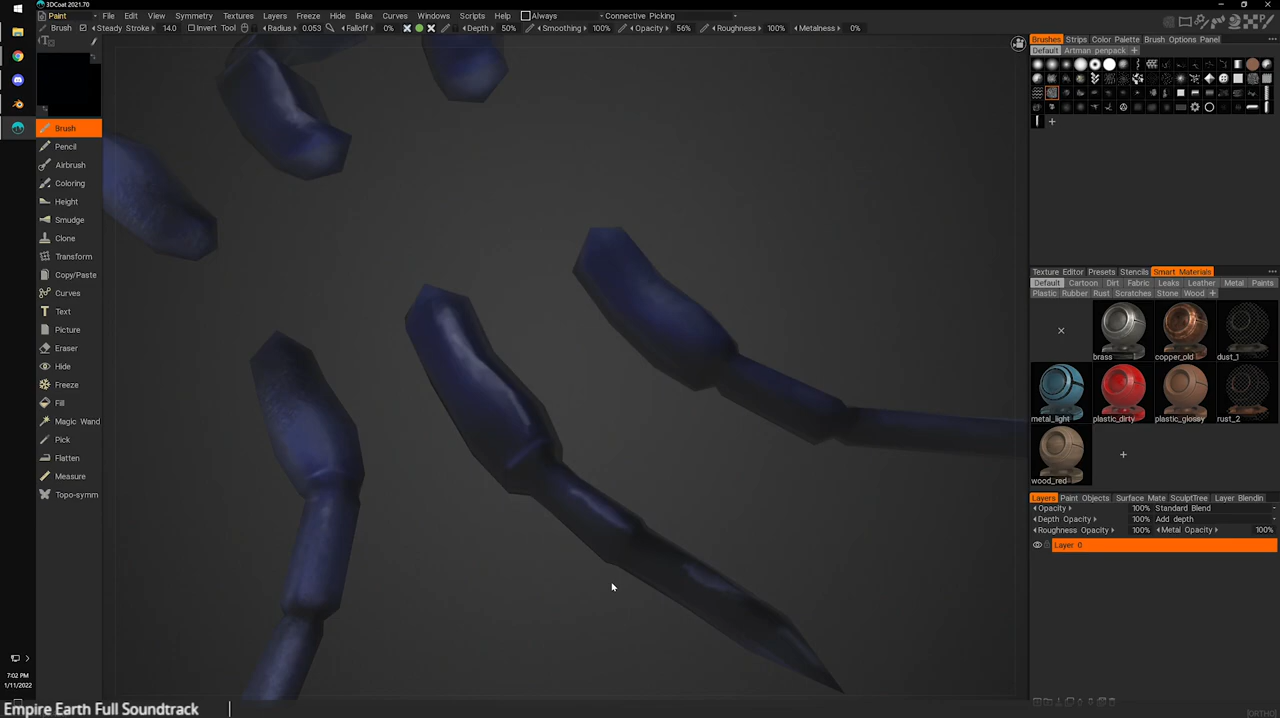 3DCoat 2021.70
Paint File Edit View Symmetry Textures Layers Freeze Hide Bake Curves Windows Scripts Help Always Connective Picking
Brush Steady Stroke 14.0 Invert Tool Radius 0.053 Falloff 0% Depth 50% Smoothing 100% Opacity 56% Roughness 100% Metalness 0%
Brush
Pencil
Airbrush
Coloring
Height
Smudge
Clone
Transform
Copy/Paste
Curves
Text
Picture
Eraser
Hide
Freeze
Fill
Magic Wand
Pick
Flatten
Measure
Topo-symm
Brushes Strips Color Palette Brush Options Panel
Default Artman penpack
Texture Editor Presets Stencils Smart Materials
Default Cartoon Dirt Fabric Leaks Leather Metal Paints
Plastic Rubber Rust Scratches Stone Wood
brass copper_old dust_1
metal_light plastic_dirty plastic_glossy rust_2
wood_red
Layers Paint Objects Surface Mate SculptTree Layer Blendin
Opacity 100% Standard Blend
Depth Opacity 100% Add depth
Roughness Opacity 100% Metal Opacity 100%
Layer 0
7:02 PM
1/11/2022
Empire Earth Full Soundtrack
[ORTHO]